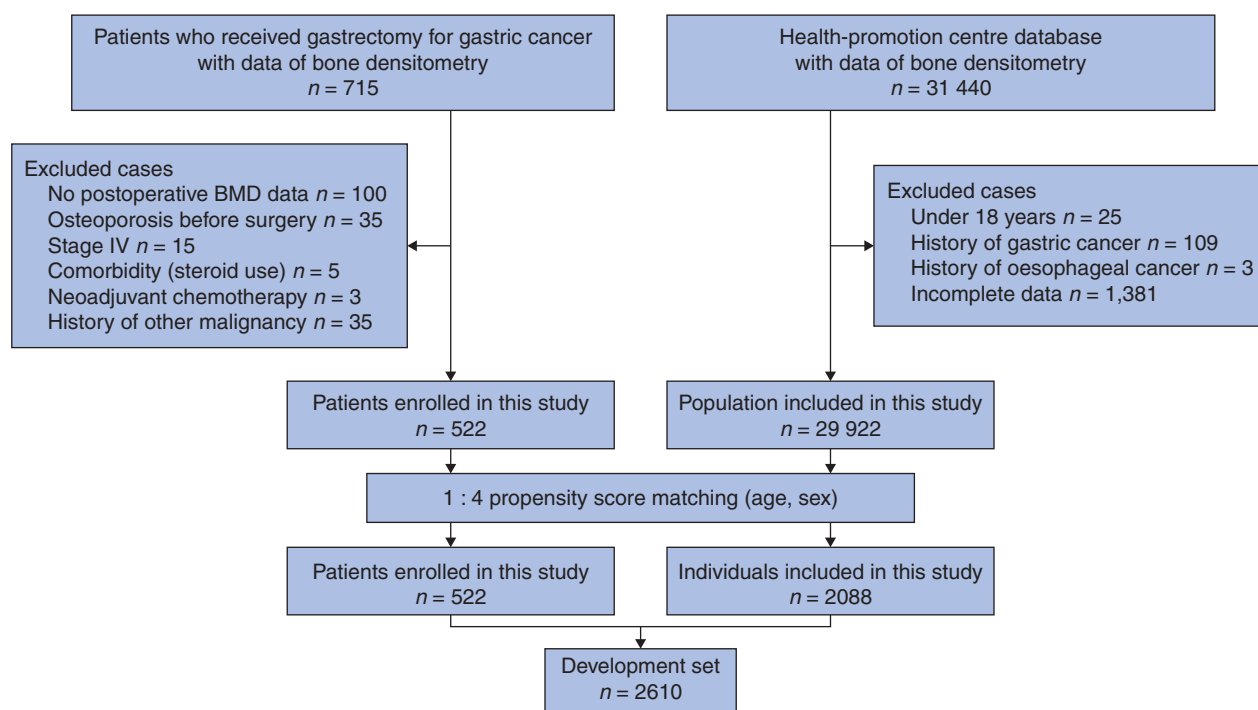 Patients who received gastrectomy for gastric cancer
with data of bone densitometry
n = 715
Health-promotion centre database
with data of bone densitometry
n = 31 440
Excluded cases
No postoperative BMD data n = 100
Osteoporosis before surgery n = 35
Stage IV n = 15
Comorbidity (steroid use) n = 5
Neoadjuvant chemotherapy n = 3
History of other malignancy n = 35
Excluded cases
Under 18 years n = 25
History of gastric cancer n = 109
History of oesophageal cancer n = 3
Incomplete data n = 1,381
Patients enrolled in this study
n = 522
Population included in this study
n = 29 922
1 : 4 propensity score matching (age, sex)
Patients enrolled in this study
n = 522
Individuals included in this study
n = 2088
Development set
n = 2610